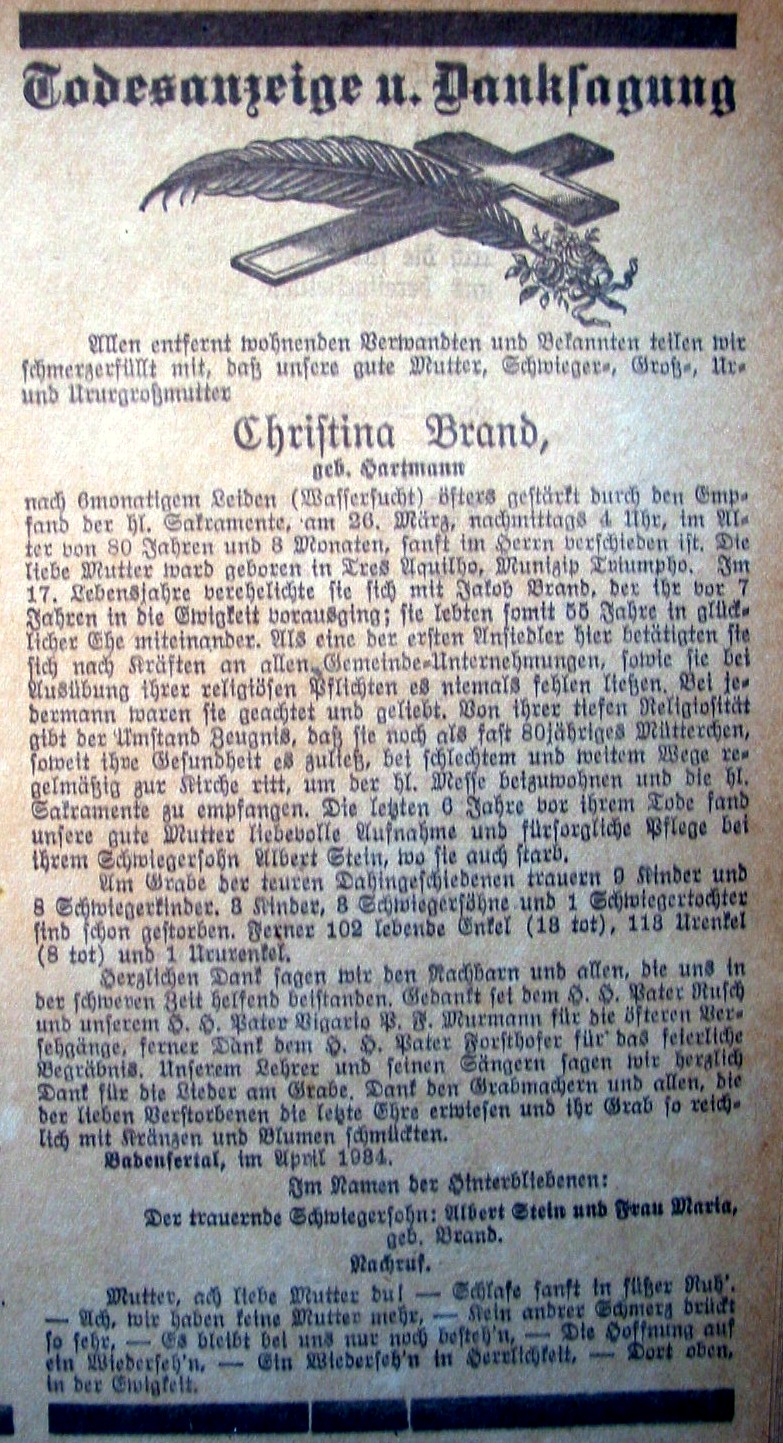 Todesanzeige u. Danksagung
Allen entfernt wohnenden Verwandten und Bekannten teilen wir
schmerzerfüllt mit, daß unsere gute Mutter, Schwieger-, Groß-, Ur-
und Ururgroßmutter
Christina Brand,
geb. Hartmann
nach 6monatigem Leiden (Wassersucht) öfters gestärkt durch den Emp-
fand der hl. Sakramente, am 26. März, nachmittags 4 Uhr, im Al-
ter von 80 Jahren und 8 Monaten, sanft im Herrn verschieden ist. Die
liebe Mutter ward geboren in Tres Aquilho, Munizip Triumpho. Im
17. Lebensjahre verehelichte sie sich mit Jakob Brand, der ihr vor 7
Jahren in die Ewigkeit vorausging; sie lebten somit 55 Jahre in glück-
licher Ehe miteinander. Als eine der ersten Ansiedler hier betätigten sie
sich nach Kräften an allen Gemeinde-Unternehmungen, sowie sie bei
Ausübung ihrer religiösen Pflichten es niemals fehlen ließen. Bei je-
dermann waren sie geachtet und geliebt. Von ihrer tiefen Religiosität
gibt der Umstand Zeugnis, daß sie noch als fast 80jähriges Mütterchen,
soweit ihre Gesundheit es zuließ, bei schlechtem und weitem Wege re-
gelmäßig zur Kirche ritt, um der hl. Messe beizuwohnen und die hl.
Sakramente zu empfangen. Die letzten 6 Jahre vor ihrem Tode fand
unsere gute Mutter liebevolle Aufnahme und fürsorgliche Pflege bei
ihrem Schwiegersohn Albert Stein, wo sie auch starb.
Am Grabe der teuren Dahingeschiedenen trauern 9 Kinder und
8 Schwiegerkinder. 3 Kinder, 3 Schwiegersöhne und 1 Schwiegertochter
sind schon gestorben. Ferner 102 lebende Enkel (18 tot), 118 Urenkel
(8 tot) und 1 Ururenkel.
Herzlichen Dank sagen wir den Nachbarn und allen, die uns in
der schweren Zeit helfend beistanden. Gedankt sei dem H. H. Pater Rusch
und unserem H. H. Pater Vigario P. F. Murmann für die öfteren Ver-
sehgänge, ferner Dank dem H. H. Pater Forsthofer für das feierliche
Begräbnis. Unserem Lehrer und seinen Sängern sagen wir herzlich
Dank für die Lieder am Grabe. Dank den Grabmachern und allen, die
der lieben Verstorbenen die letzte Ehre erwiesen und ihr Grab so reich-
lich mit Kränzen und Blumen schmückten.
Badensertal, im April 1934.
Im Namen der Hinterbliebenen:
Der trauernde Schwiegersohn: Albert Stein und Frau Maria,
geb. Brand.
Nachruf.
Mutter, ach liebe Mutter du! — Schlafe sanft in süßer Ruh'.
— Ach, wir haben keine Mutter mehr, — Kein andrer Schmerz drückt
so sehr, — Es bleibt bei uns nur noch besteh'n, — Die Hoffnung auf
ein Wiederseh'n, — Ein Wiederseh'n in Herrlichkeit, — Dort oben,
in der Ewigkeit.